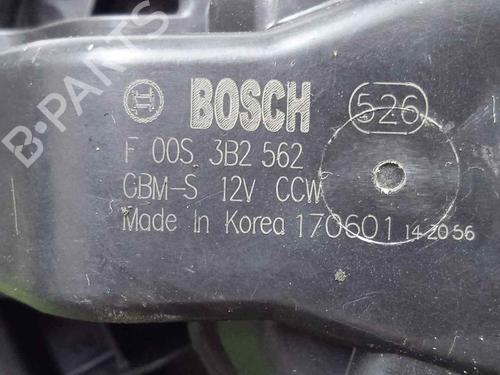 B-PARTS
BOSCH 526
F 00S 3B2 562
GBM-S 12V CCW
Made In Korea 170601 14 20 56